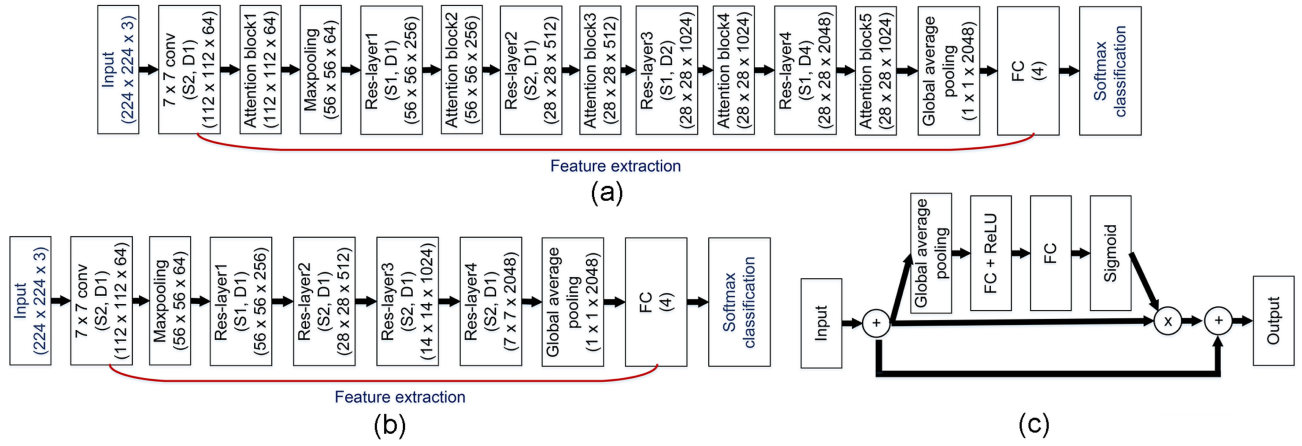 Input
(224 x 224 x 3)
7 x 7 conv
(S2, D1)
(112 x 112 x 64)
Attention block1
(112 x 112 x 64)
Maxpooling
(56 x 56 x 64)
Res-layer1
(S1, D1)
(56 x 56 x 256)
Attention block2
(56 x 56 x 256)
Res-layer2
(S2, D1)
(28 x 28 x 512)
Attention block3
(28 x 28 x 512)
Res-layer3
(S1, D2)
(28 x 28 x 1024)
Attention block4
(28 x 28 x 1024)
Res-layer4
(S1, D4)
(28 x 28 x 2048)
Attention block5
(28 x 28 x 1024)
Global average
pooling
(1 x 1 x 2048)
FC
(4)
Softmax
classification
Feature extraction
(a)
Input
(224 x 224 x 3)
7 x 7 conv
(S2, D1)
(112 x 112 x 64)
Maxpooling
(56 x 56 x 64)
Res-layer1
(S1, D1)
(56 x 56 x 256)
Res-layer2
(S2, D1)
(28 x 28 x 512)
Res-layer3
(S2, D1)
(14 x 14 x 1024)
Res-layer4
(S2, D1)
(7 x 7 x 2048)
Global average
pooling
(1 x 1 x 2048)
FC
(4)
Softmax
classification
Feature extraction
(b)
Input
+
Global average
pooling
FC + ReLU
FC
Sigmoid
x
+
Output
(c)